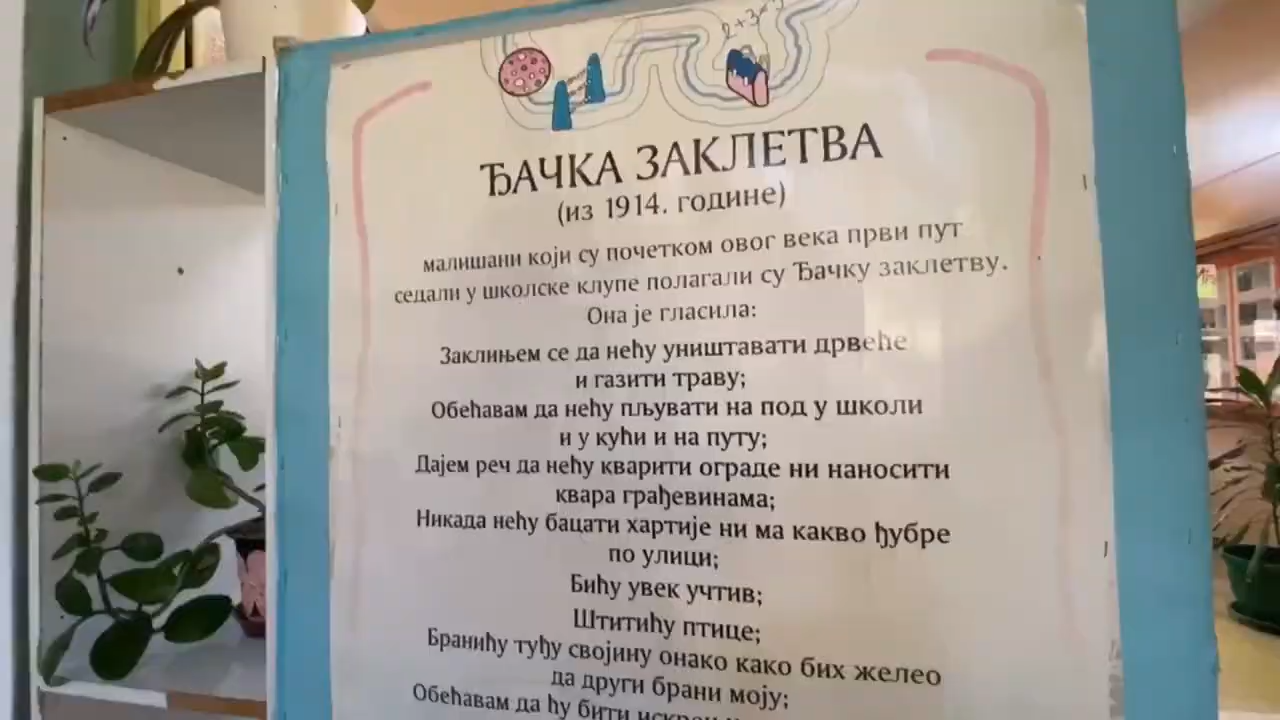 2+3=5
ЂАЧКА ЗАКЛЕТВА
(из 1914. године)
малишани који су почетком овог века први пут
седали у школске клупе полагали су Ђачку заклетву.
Она је гласила:
Заклињем се да нећу уништавати дрвеће
и газити траву;
Обећавам да нећу пљувати на под у школи
и у кући и на путу;
Дајем реч да нећу кварити ограде ни наносити
квара грађевинама;
Никада нећу бацати хартије ни ма какво ђубре
по улици;
Бићу увек учтив;
Штитићу птице;
Бранићу туђу својину онако како бих желео
да други брани моју;
Обећавам да ћу бити